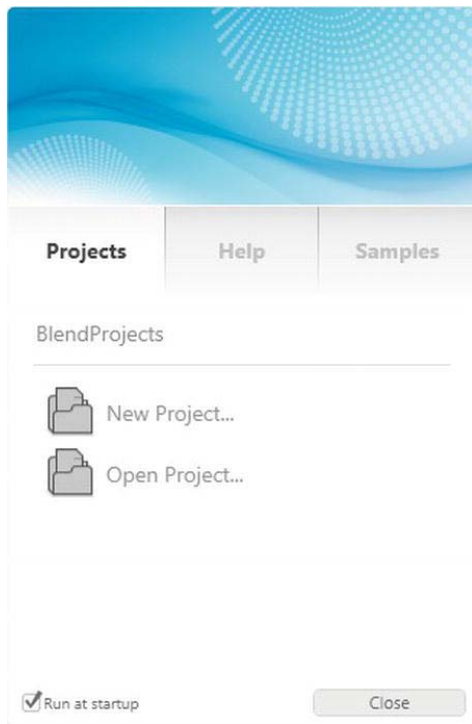 Projects Help Samples
BlendProjects
New Project...
Open Project...
Run at startup Close